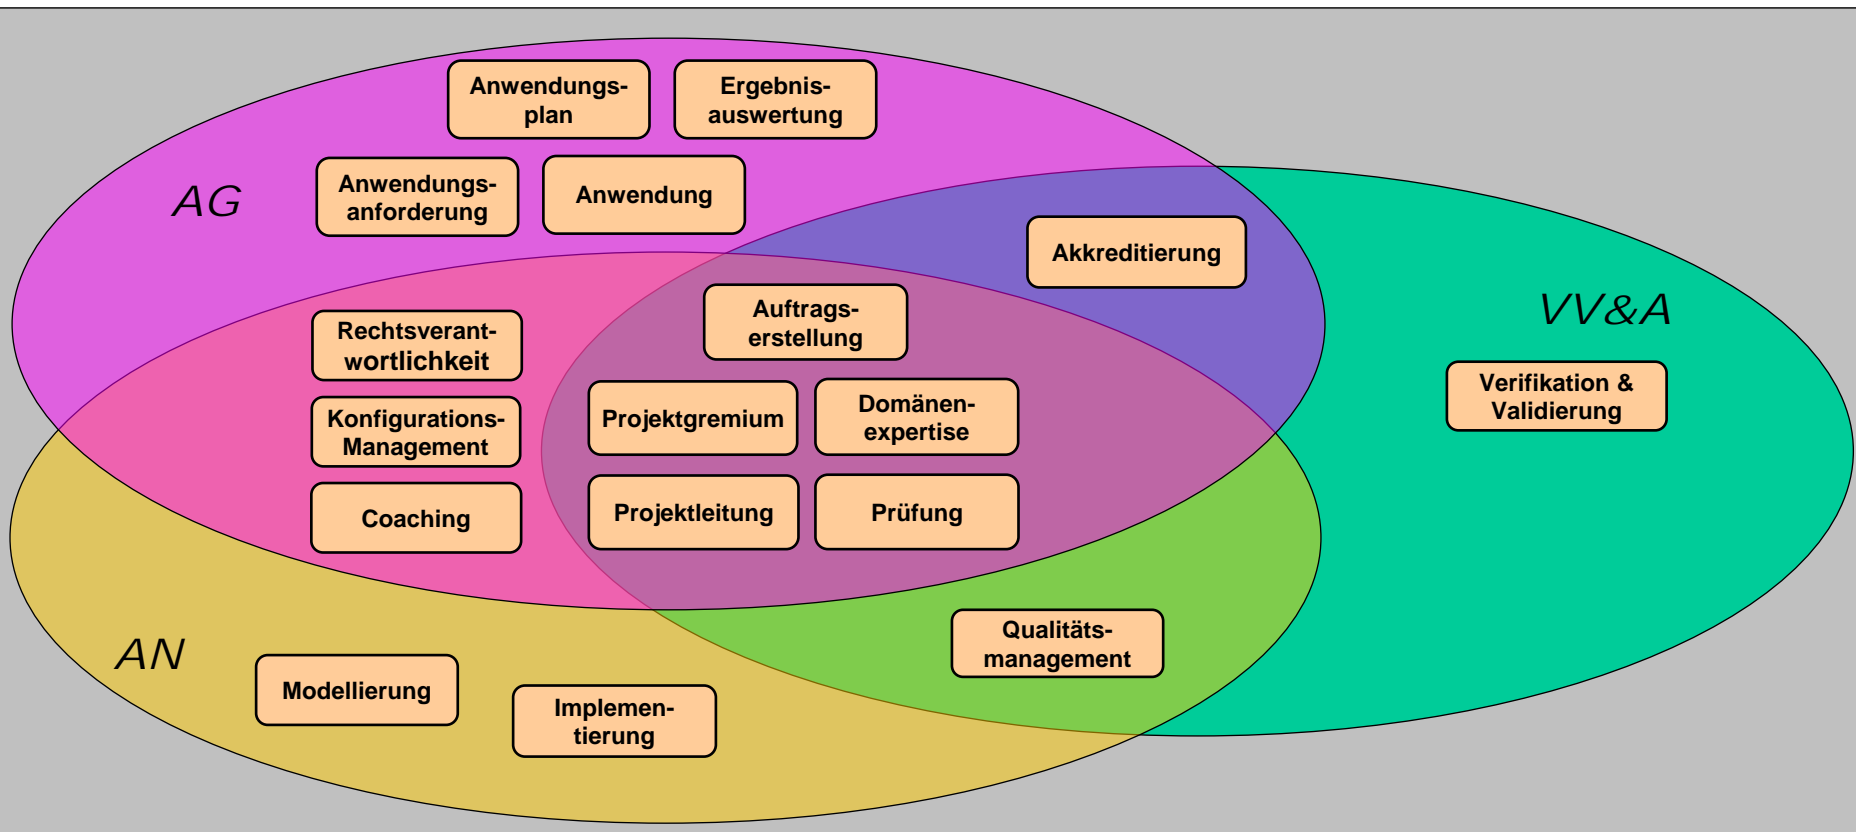 Anwendungs-
plan
Ergebnis-
auswertung
AG
Anwendungs-
anforderung
Anwendung
Akkreditierung
VV&A
Verifikation &
Validierung
Auftrags-
erstellung
Rechtsverant-
wortlichkeit
Konfigurations-
Management
Coaching
Projektgremium
Domänen-
expertise
Projektleitung
Prüfung
AN
Modellierung
Implemen-
tierung
Qualitäts-
management